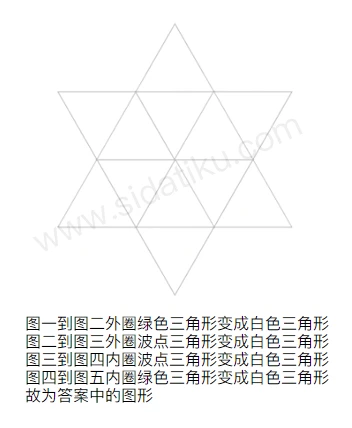 www.sidatiku.com
图一到图二外圈绿色三角形变成白色三角形
图二到图三外圈波点三角形变成白色三角形
图三到图四内圈波点三角形变成白色三角形
图四到图五内圈绿色三角形变成白色三角形
故为答案中的图形